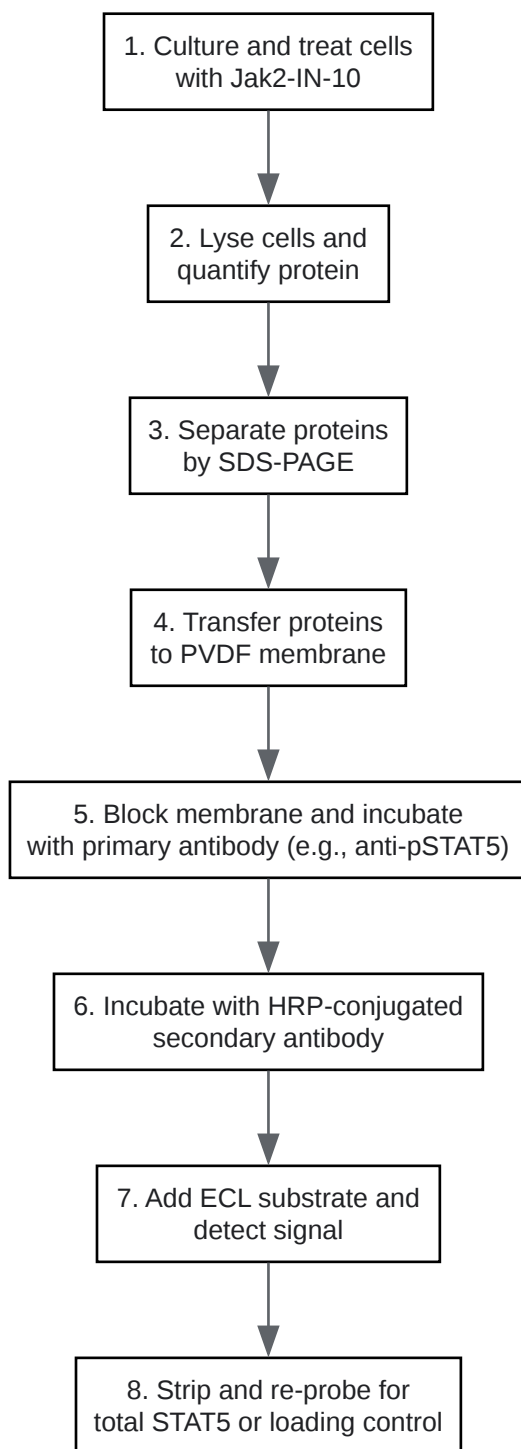 1. Culture and treat cells
with Jak2-IN-10
2. Lyse cells and
quantify protein
3. Separate proteins
by SDS-PAGE
4. Transfer proteins
to PVDF membrane
5. Block membrane and incubate
with primary antibody (e.g., anti-pSTAT5)
6. Incubate with HRP-conjugated
secondary antibody
7. Add ECL substrate and
detect signal
8. Strip and re-probe for
total STAT5 or loading control